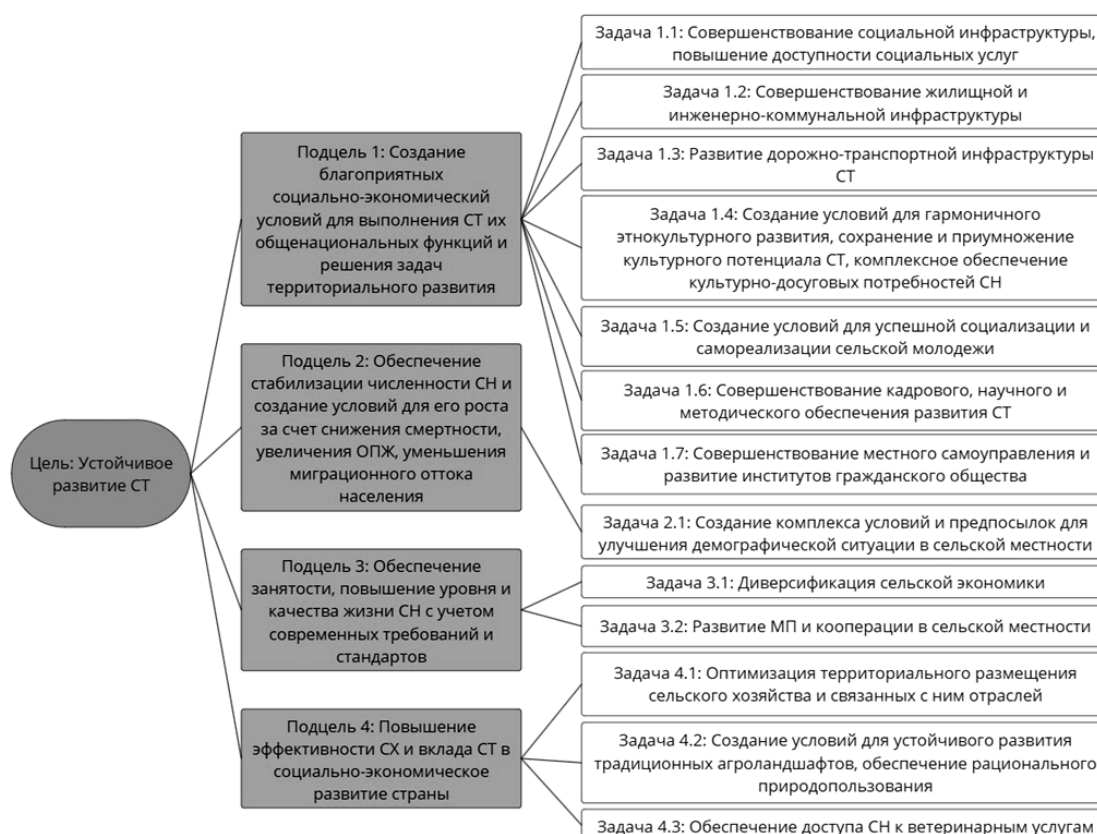 Цель: Устойчивое
развитие СТ
Подцель 1: Создание
благоприятных
социально-экономический
условий для выполнения СТ их
общенациональных функций и
решения задач
территориального развития
Задача 1.1: Совершенствование социальной инфраструктуры,
повышение доступности социальных услуг
Задача 1.2: Совершенствование жилищной и
инженерно-коммунальной инфраструктуры
Задача 1.3: Развитие дорожно-транспортной инфраструктуры
СТ
Задача 1.4: Создание условий для гармоничного
этнокультурного развития, сохранение и приумножение
культурного потенциала СТ, комплексное обеспечение
культурно-досуговых потребностей СН
Задача 1.5: Создание условий для успешной социализации и
самореализации сельской молодежи
Задача 1.6: Совершенствование кадрового, научного и
методического обеспечения развития СТ
Задача 1.7: Совершенствование местного самоуправления и
развитие институтов гражданского общества
Подцель 2: Обеспечение
стабилизации численности СН и
создание условий для его роста
за счет снижения смертности,
увеличения ОПЖ, уменьшения
миграционного оттока
населения
Задача 2.1: Создание комплекса условий и предпосылок для
улучшения демографической ситуации в сельской местности
Подцель 3: Обеспечение
занятости, повышение уровня и
качества жизни СН с учетом
современных требований и
стандартов
Задача 3.1: Диверсификация сельской экономики
Задача 3.2: Развитие МП и кооперации в сельской местности
Подцель 4: Повышение
эффективности СХ и вклада СТ в
социально-экономическое
развитие страны
Задача 4.1: Оптимизация территориального размещения
сельского хозяйства и связанных с ним отраслей
Задача 4.2: Создание условий для устойчивого развития
традиционных агроландшафтов, обеспечение рационального
природопользования
Задача 4.3: Обеспечение доступа СН к ветеринарным услугам